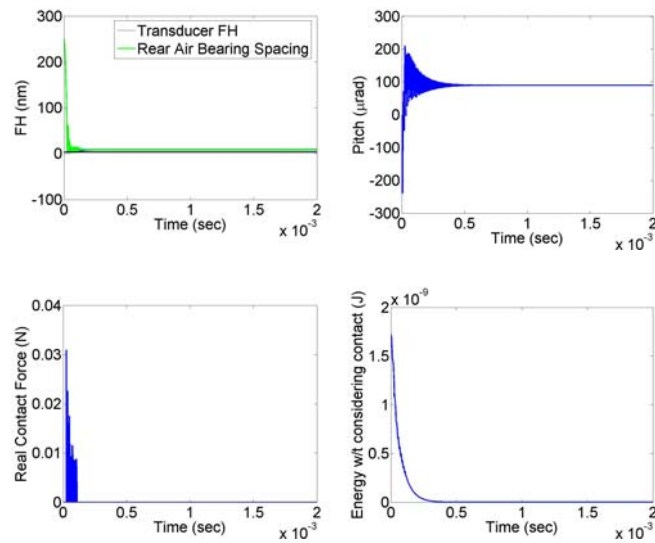 Transducer FH
Rear Air Bearing Spacing
FH (nm)
300
200
100
0
-100
0
0.5
1
1.5
2
Time (sec)
x 10⁻³
Pitch (μrad)
300
200
100
0
-100
-200
-300
0
0.5
1
1.5
2
Time (sec)
x 10⁻³
Real Contact Force (N)
0.04
0.03
0.02
0.01
0
0
0.5
1
1.5
2
Time (sec)
x 10⁻³
Energy w/t considering contact (J)
x 10⁻⁹
2
1.5
1
0.5
0
0
0.5
1
1.5
2
Time (sec)
x 10⁻³